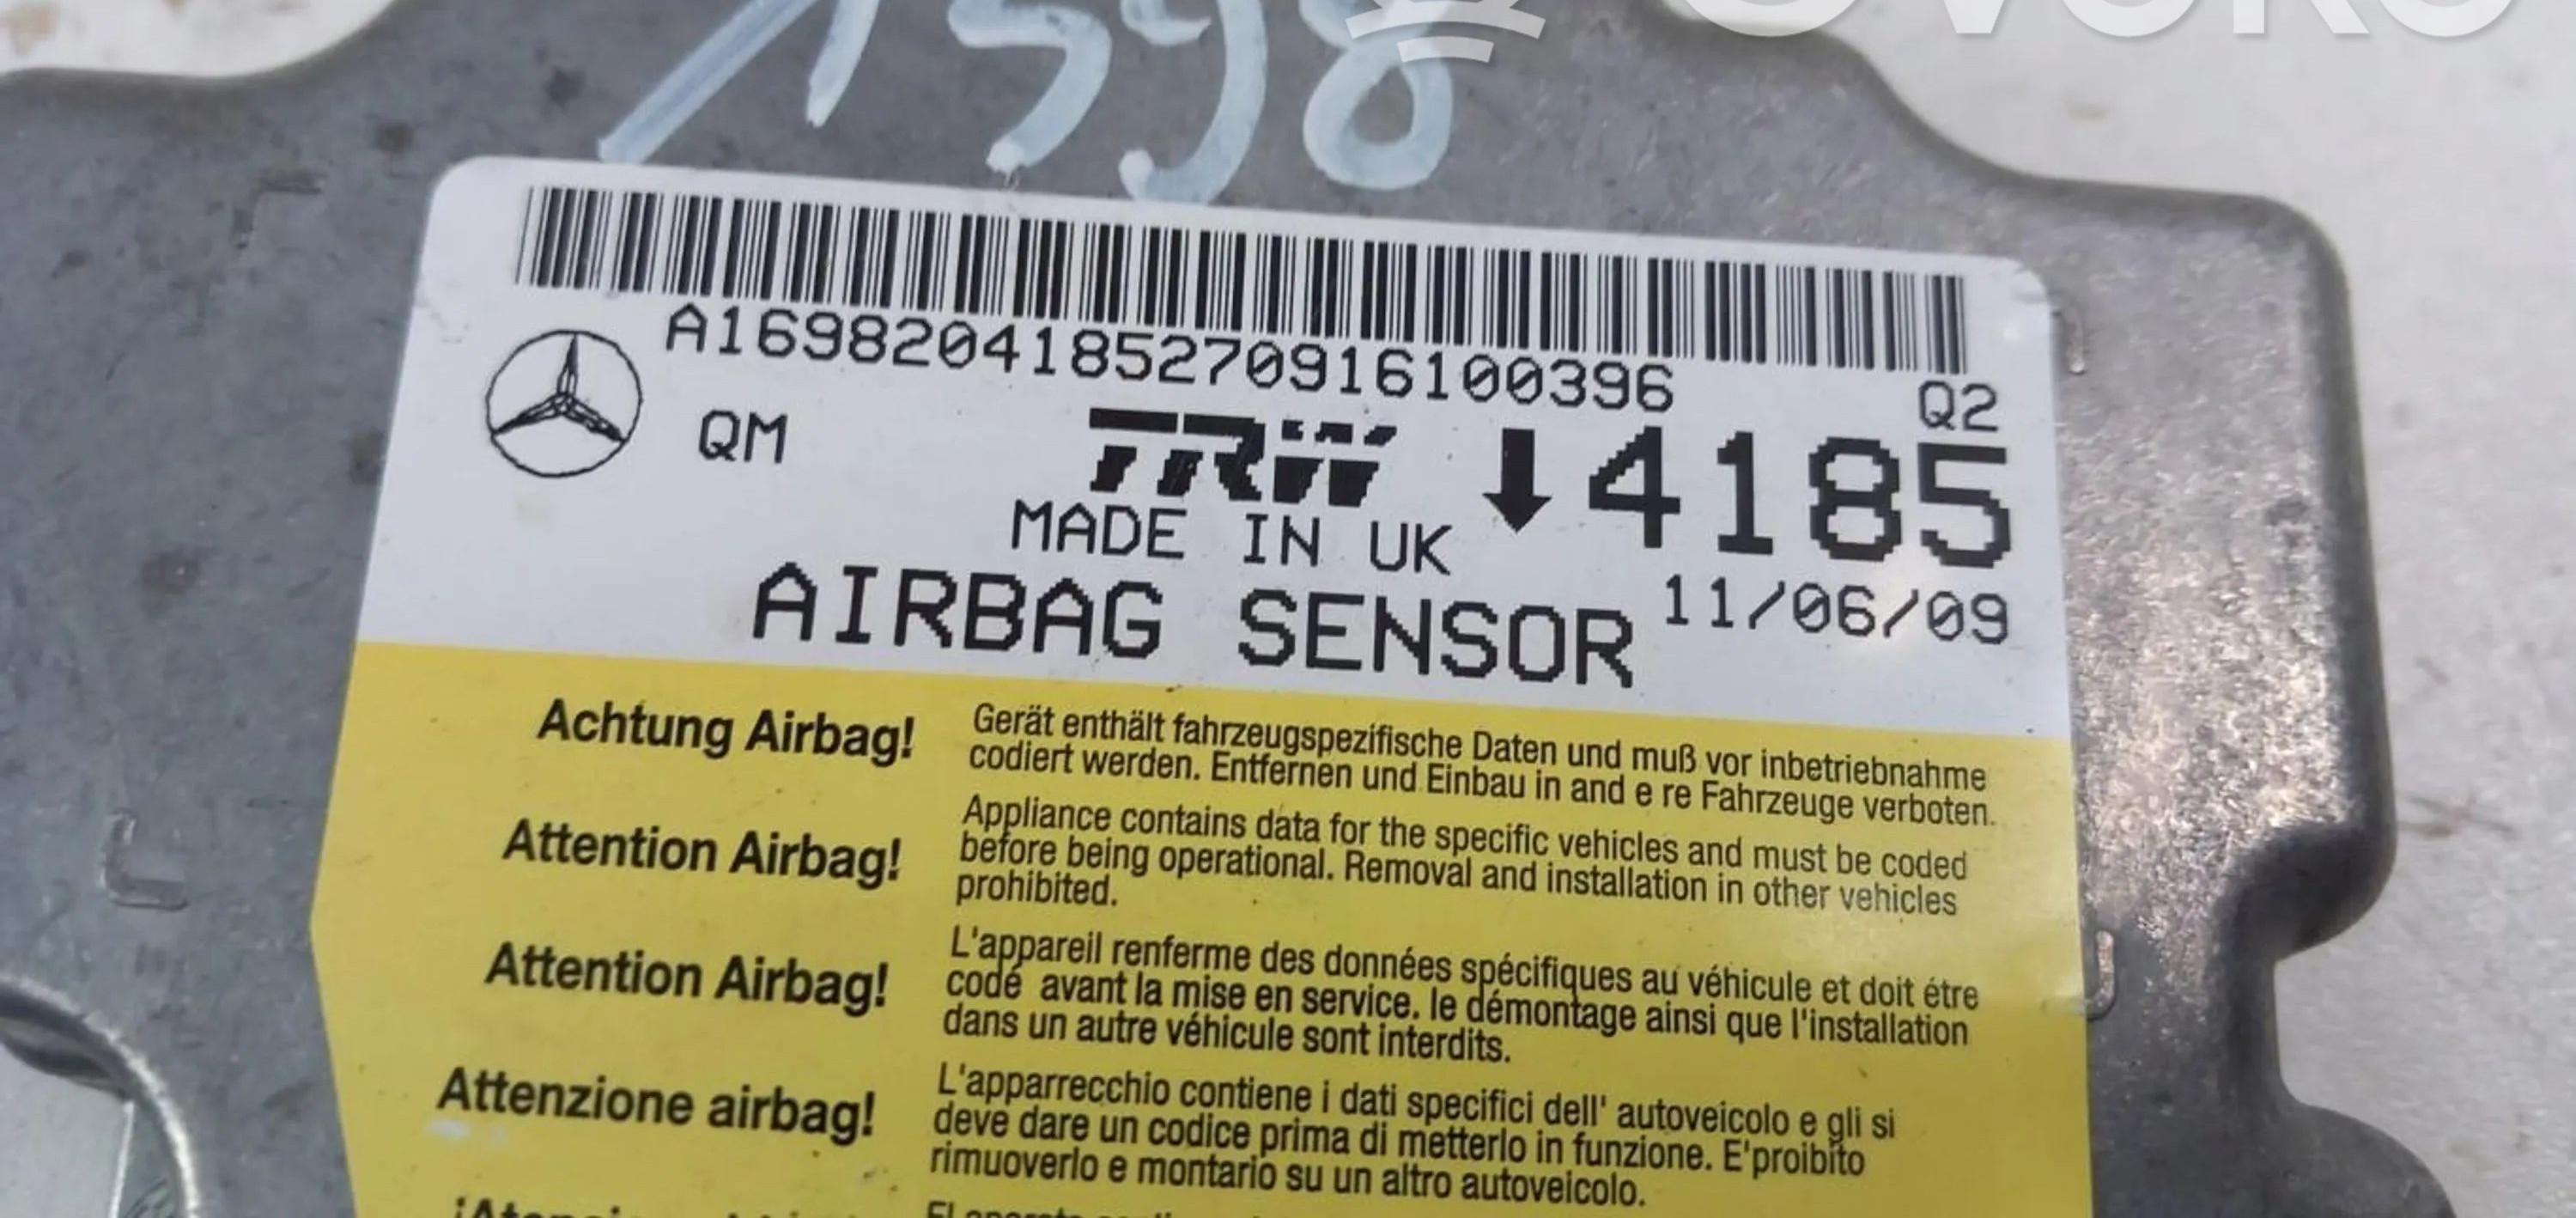 1598
A1698204185270916100396
Q2
QM
TRW
4185
MADE IN UK
11/06/09
AIRBAG SENSOR
Achtung Airbag!
Gerät enthält fahrzeugspezifische Daten und muß vor inbetriebnahme
codiert werden. Entfernen und Einbau in and e re Fahrzeuge verboten.
Attention Airbag!
Appliance contains data for the specific vehicles and must be coded
before being operational. Removal and installation in other vehicles
prohibited.
Attention Airbag!
L'appareil renferme des données spécifiques au véhicule et doit étre
codé avant la mise en service. le démontage ainsi que l'installation
dans un autre véhicule sont interdits.
Attenzione airbag!
L'apparrecchio contiene i dati specifici dell' autoveicolo e gli si
deve dare un codice prima di metterlo in funzione. E'proibito
rimuoverlo e montario su un altro autoveicolo.